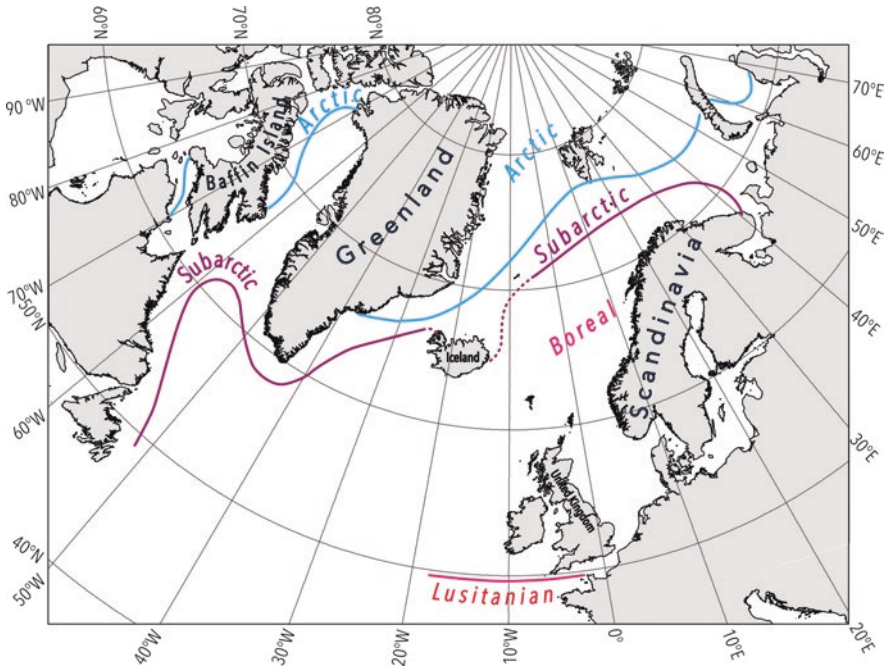 60°N
70°N
80°N
90 °W
80°W
70°W
50°N
60°W
40°N
50°W
40°W
30°W
20°W
10°W
0°
10°E
20°E
30°E
40°E
50°E
60°E
70°E
Arctic
Baffin Island
Greenland
Arctic
Subarctic
Subarctic
Scandinavia
Boreal
Iceland
United Kingdom
Lusitanian